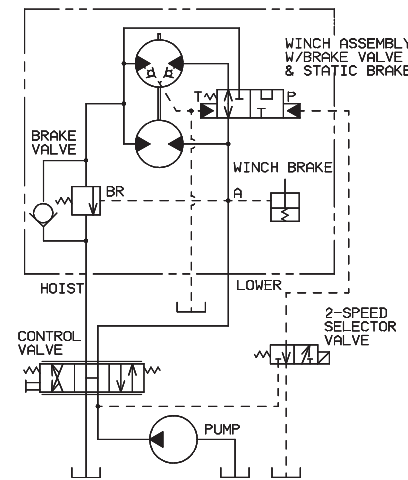 WINCH ASSEMBLY
W/BRAKE VALVE
& STATIC BRAKE
T
P
BRAKE
VALVE
WINCH BRAKE
BR
A
HOIST
LOWER
2-SPEED
SELECTOR
VALVE
CONTROL
VALVE
PUMP